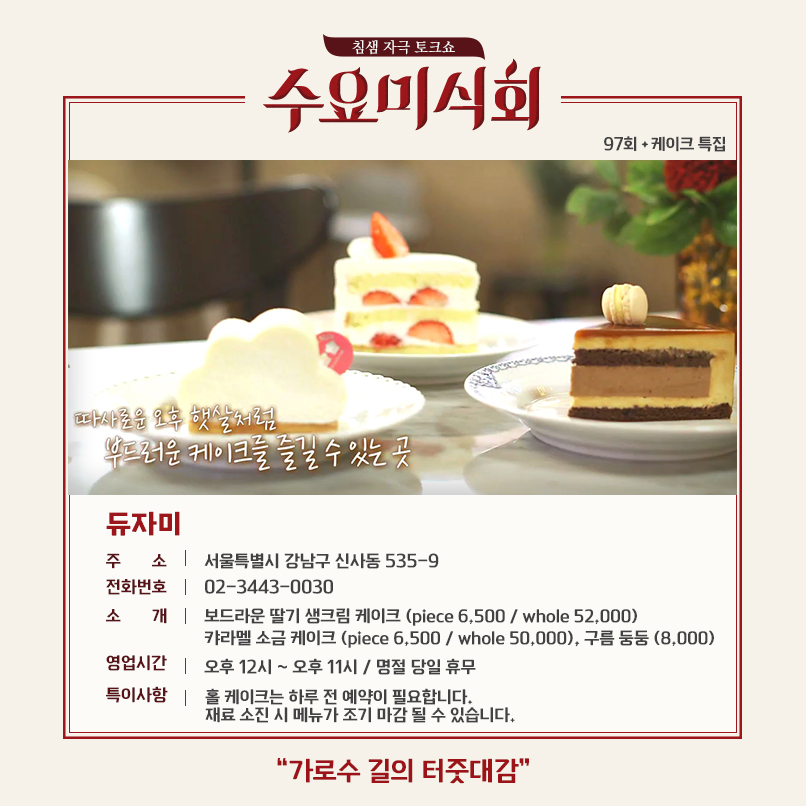 침샘 자극 토크쇼
수요미식회
97회 + 케이크 특집
따사로운 오후 햇살처럼
부드러운 케이크를 즐길 수 있는 곳
듀자미
주 소 | 서울특별시 강남구 신사동 535-9
전화번호 | 02-3443-0030
소 개 | 보드라운 딸기 생크림 케이크 (piece 6,500 / whole 52,000)
캬라멜 소금 케이크 (piece 6,500 / whole 50,000), 구름 둥둥 (8,000)
영업시간 | 오후 12시 ~ 오후 11시 / 명절 당일 휴무
특이사항 | 홀 케이크는 하루 전 예약이 필요합니다.
재료 소진 시 메뉴가 조기 마감 될 수 있습니다.
“가로수 길의 터줏대감”